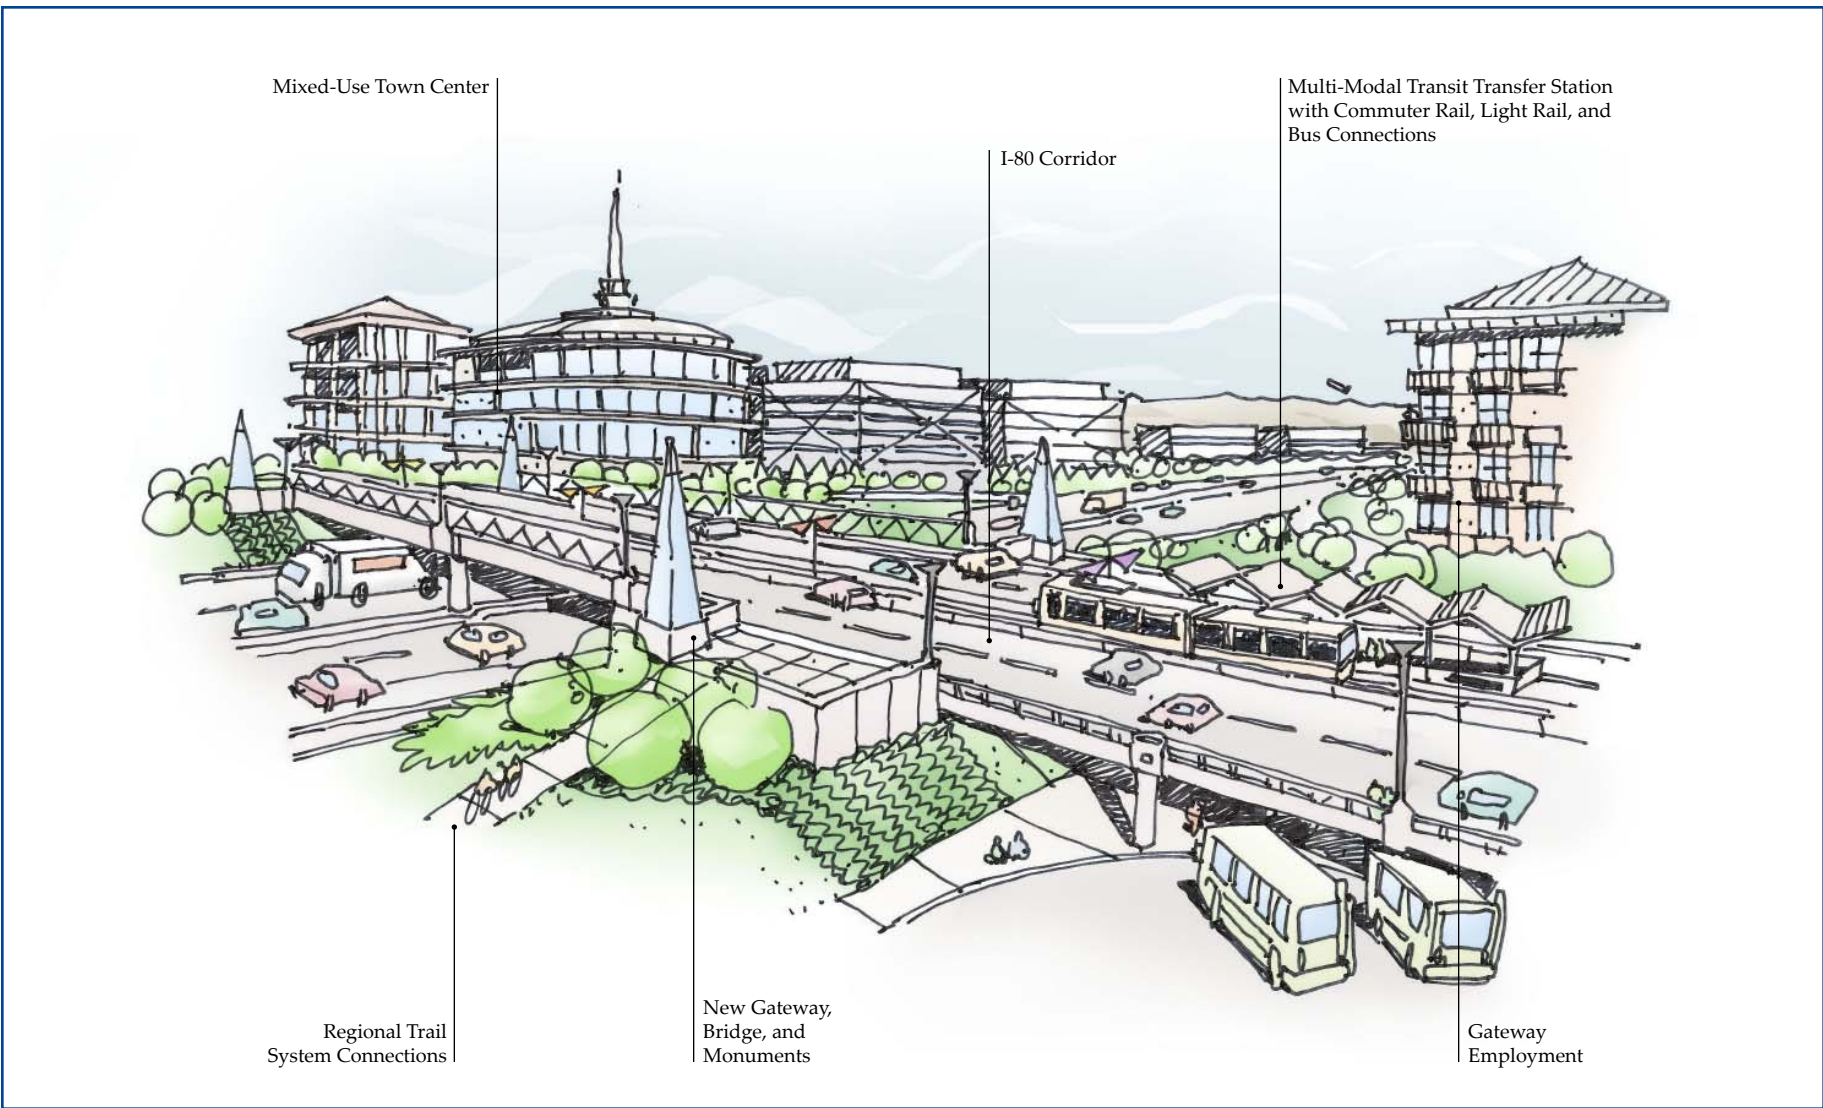 Mixed-Use Town Center
Multi-Modal Transit Transfer Station
with Commuter Rail, Light Rail, and
Bus Connections
I-80 Corridor
New Gateway,
Bridge, and
Monuments
Regional Trail
System Connections
Gateway
Employment